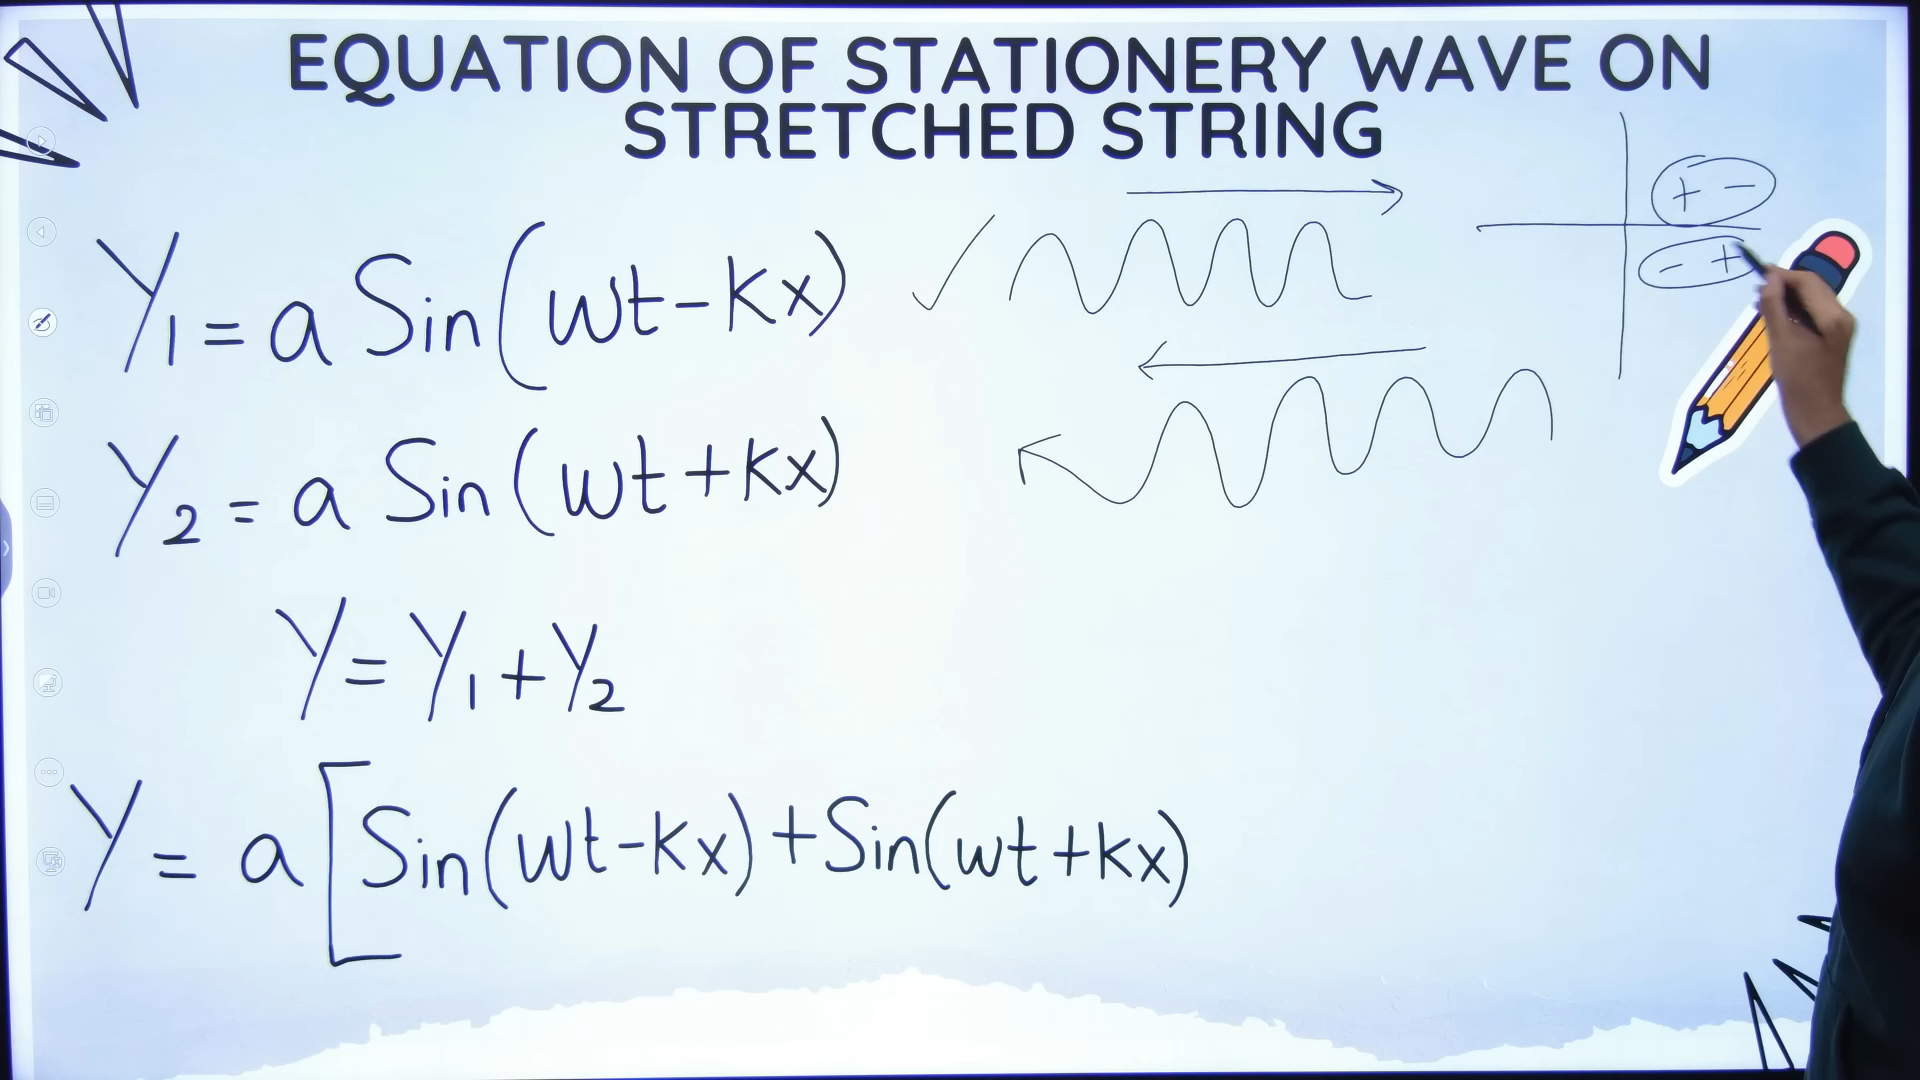 EQUATION OF STATIONERY WAVE ON
STRETCHED STRING
Y1 = a Sin(wt-kx)
+ -
- +
Y2 = a Sin(wt+kx)
Y = Y1 + Y2
Y = a [Sin(wt-kx) + Sin(wt+kx)